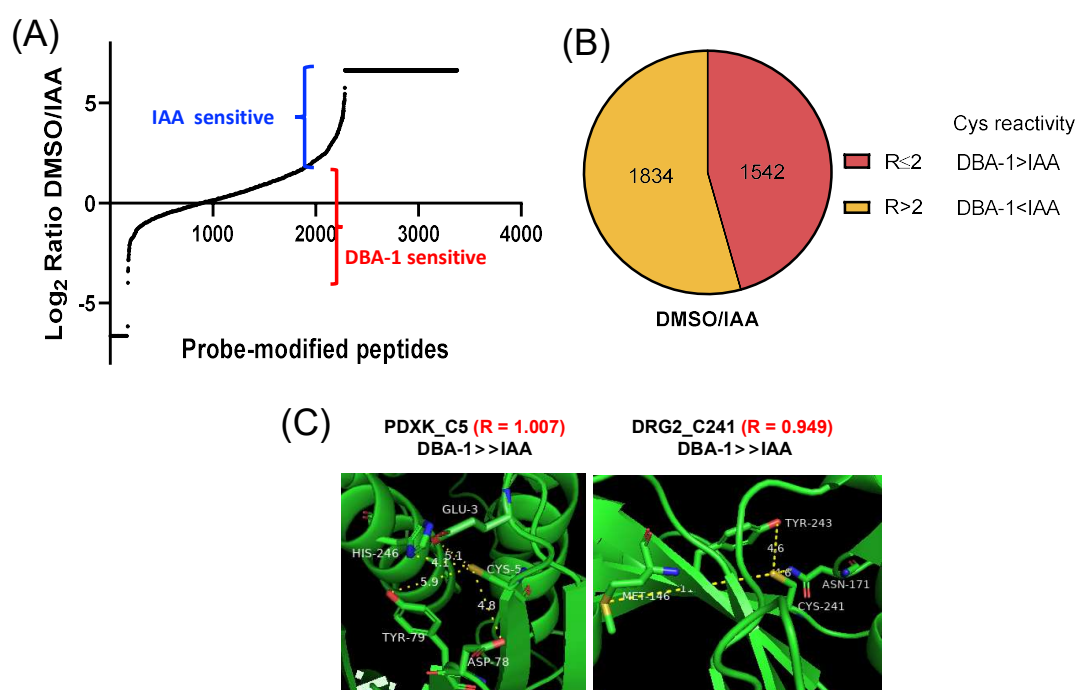 (A)
Log2 Ratio DMSO/IAA
5
0
-5
1000
2000
3000
4000
IAA sensitive
DBA-1 sensitive
Probe-modified peptides
(B)
1834
1542
Cys reactivity
R≤2 DBA-1>IAA
R>2 DBA-1<IAA
DMSO/IAA
(C)
PDXK_C5 (R = 1.007)
DBA-1>>IAA
GLU-3
HIS-246
5.1
4.1
CYS-5
5.9
4.8
TYR-79
ASP-78
DRG2_C241 (R = 0.949)
DBA-1>>IAA
TYR-243
4.6
ASN-171
MET-146
11
CYS-241